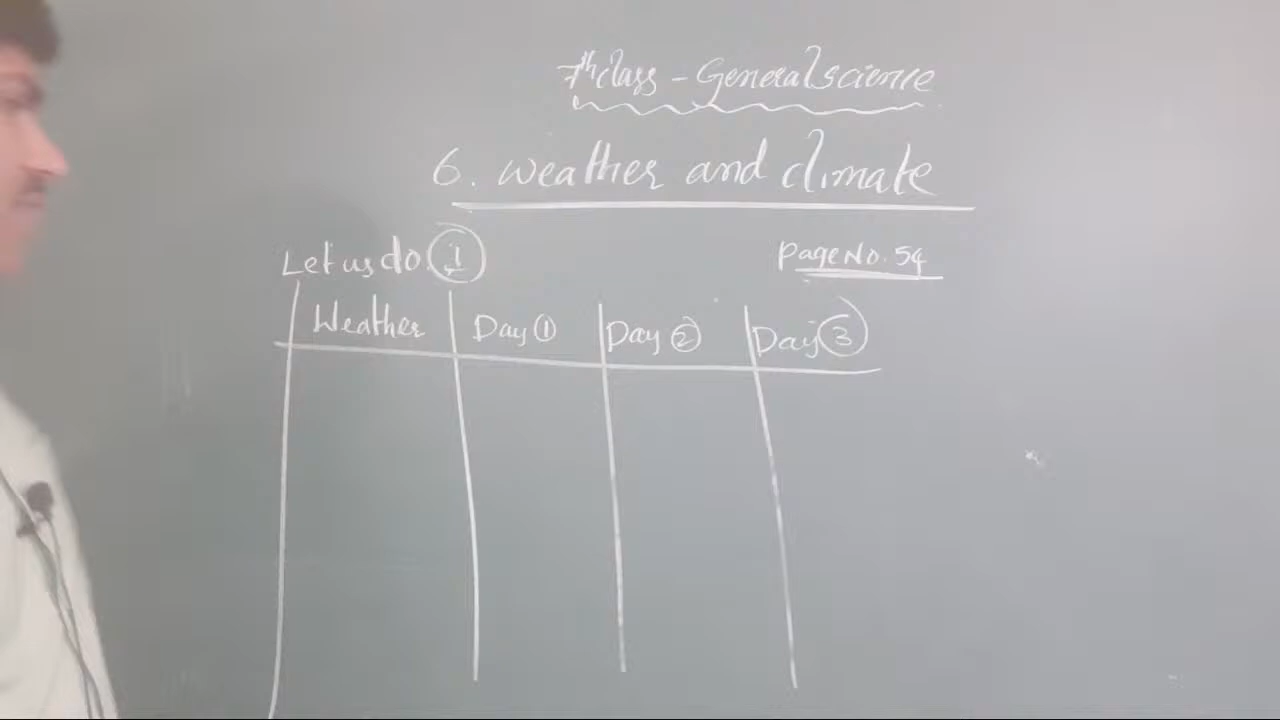 7th class - General science
6. weather and climate
Let us do. 1
Page No. 54
Weather Day 1 Day 2 Day 3